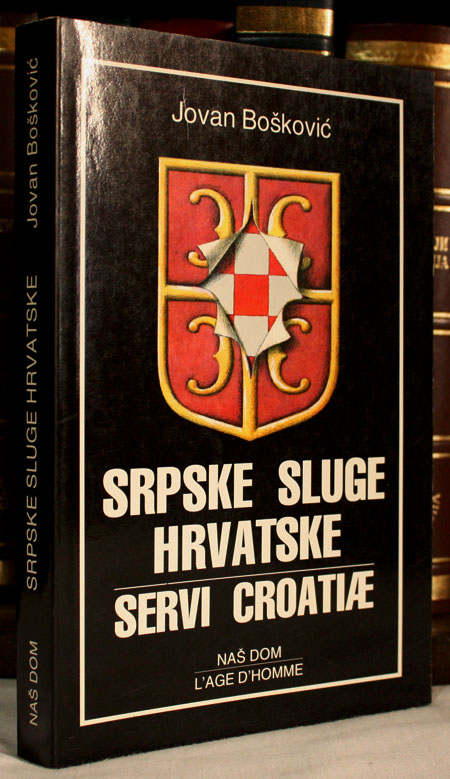 Jovan Bošković
SRPSKE SLUGE
HRVATSKE
SERVI CROATIÆ
NAŠ DOM
L'AGE D'HOMME
NAŠ DOM SRPSKE SLUGE HRVATSKE Jovan Bošković